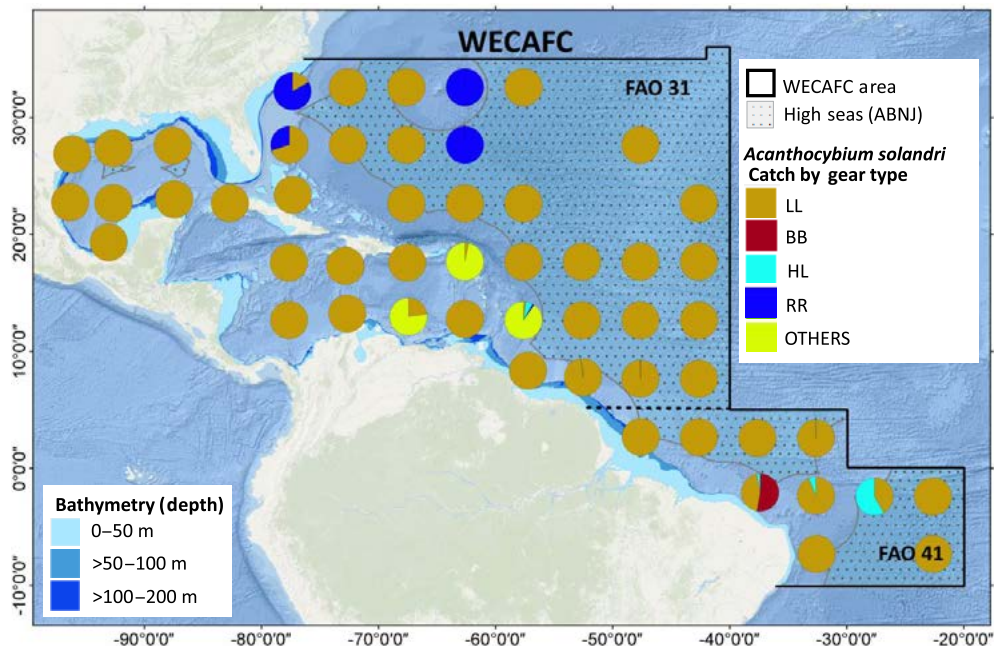 WECAFC
FAO 31
WECAFC area
High seas (ABNJ)
Acanthocybium solandri
Catch by gear type
LL
BB
HL
RR
OTHERS
30°0'0"
20°0'0"
10°0'0"
0°0'0"
-10°0'0"
FAO 41
Bathymetry (depth)
0–50 m
>50–100 m
>100–200 m
-90°0'0" -80°0'0" -70°0'0" -60°0'0" -50°0'0" -40°0'0" -30°0'0" -20°0'0"